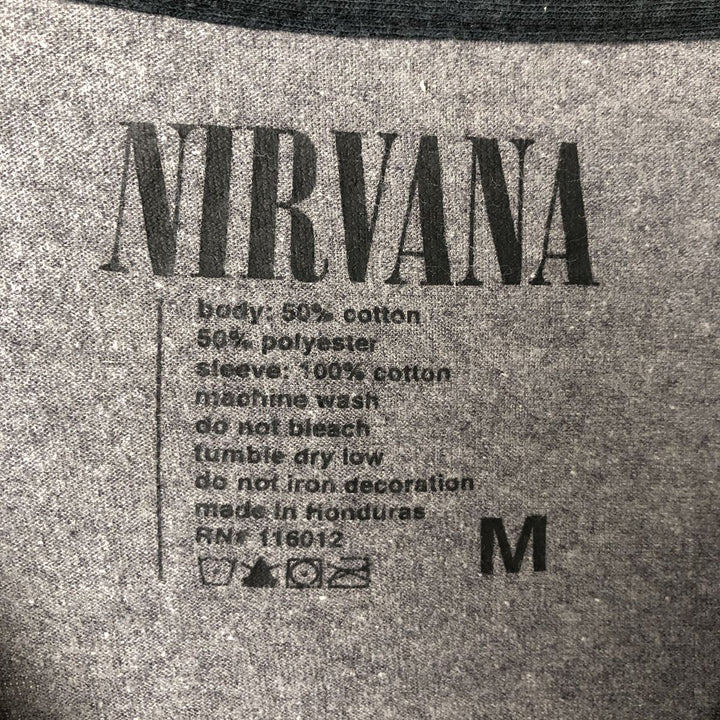 NIRVANA
body: 50% cotton
50% polyester
sleeve: 100% cotton
machine wash
do not bleach
tumble dry low
do not iron decoration
made in Honduras
RN# 116012
M